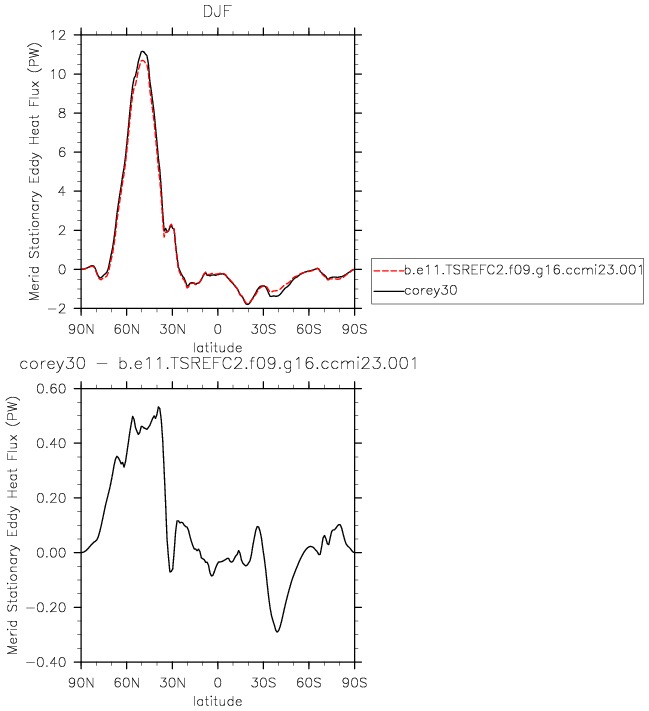 DJF
Merid Stationary Eddy Heat Flux (PW)
12
10
8
6
4
2
0
−2
90N 60N 30N 0 30S 60S 90S
latitude
b.e11.TSREFC2.f09.g16.ccmi23.001
corey30
corey30 − b.e11.TSREFC2.f09.g16.ccmi23.001
Merid Stationary Eddy Heat Flux (PW)
0.60
0.40
0.20
0.00
−0.20
−0.40
90N 60N 30N 0 30S 60S 90S
latitude